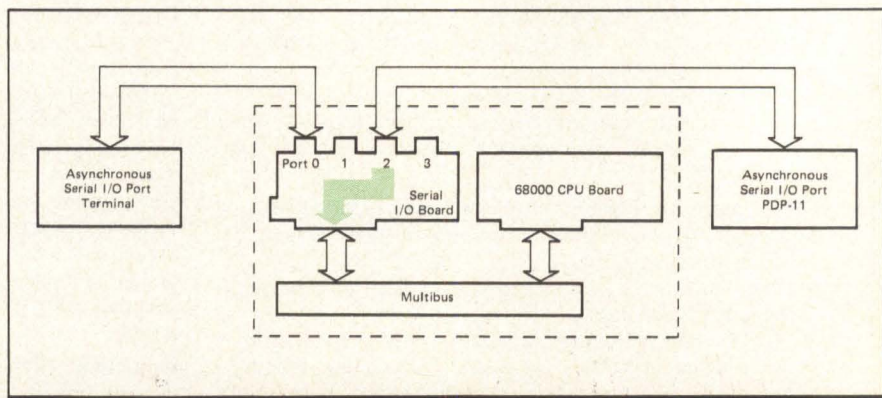 Asynchronous
Serial I/O Port
Terminal
Port 0 1 2 3
Serial
I/O Board
68000 CPU Board
Asynchronous
Serial I/O Port
PDP-11
Multibus